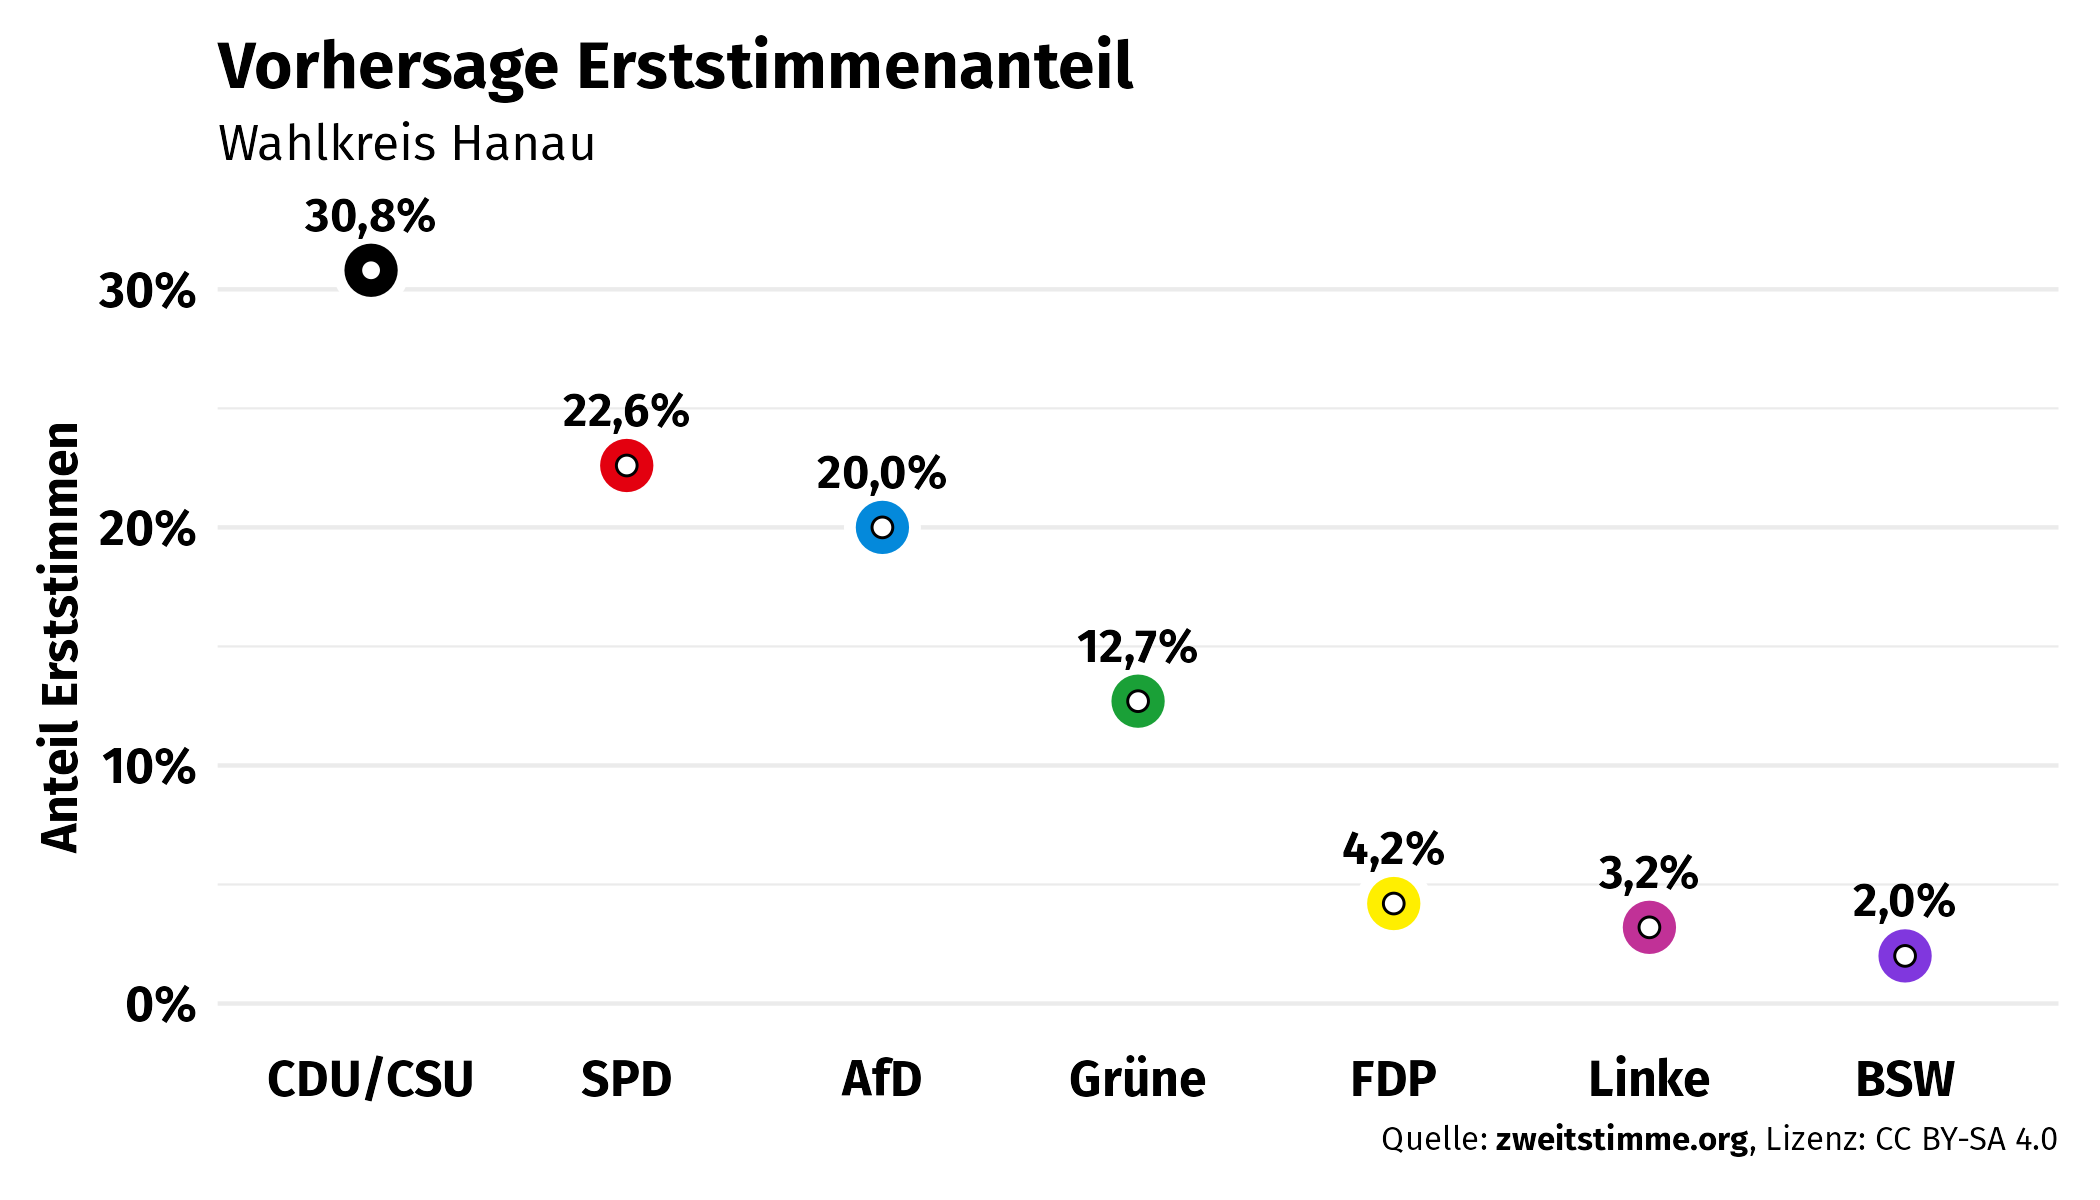 Vorhersage Erststimmenanteil
Wahlkreis Hanau
Anteil Erststimmen
30%
20%
10%
0%
30,8%
22,6%
20,0%
12,7%
4,2%
3,2%
2,0%
CDU/CSU SPD AfD Grüne FDP Linke BSW
Quelle: zweitstimme.org, Lizenz: CC BY-SA 4.0